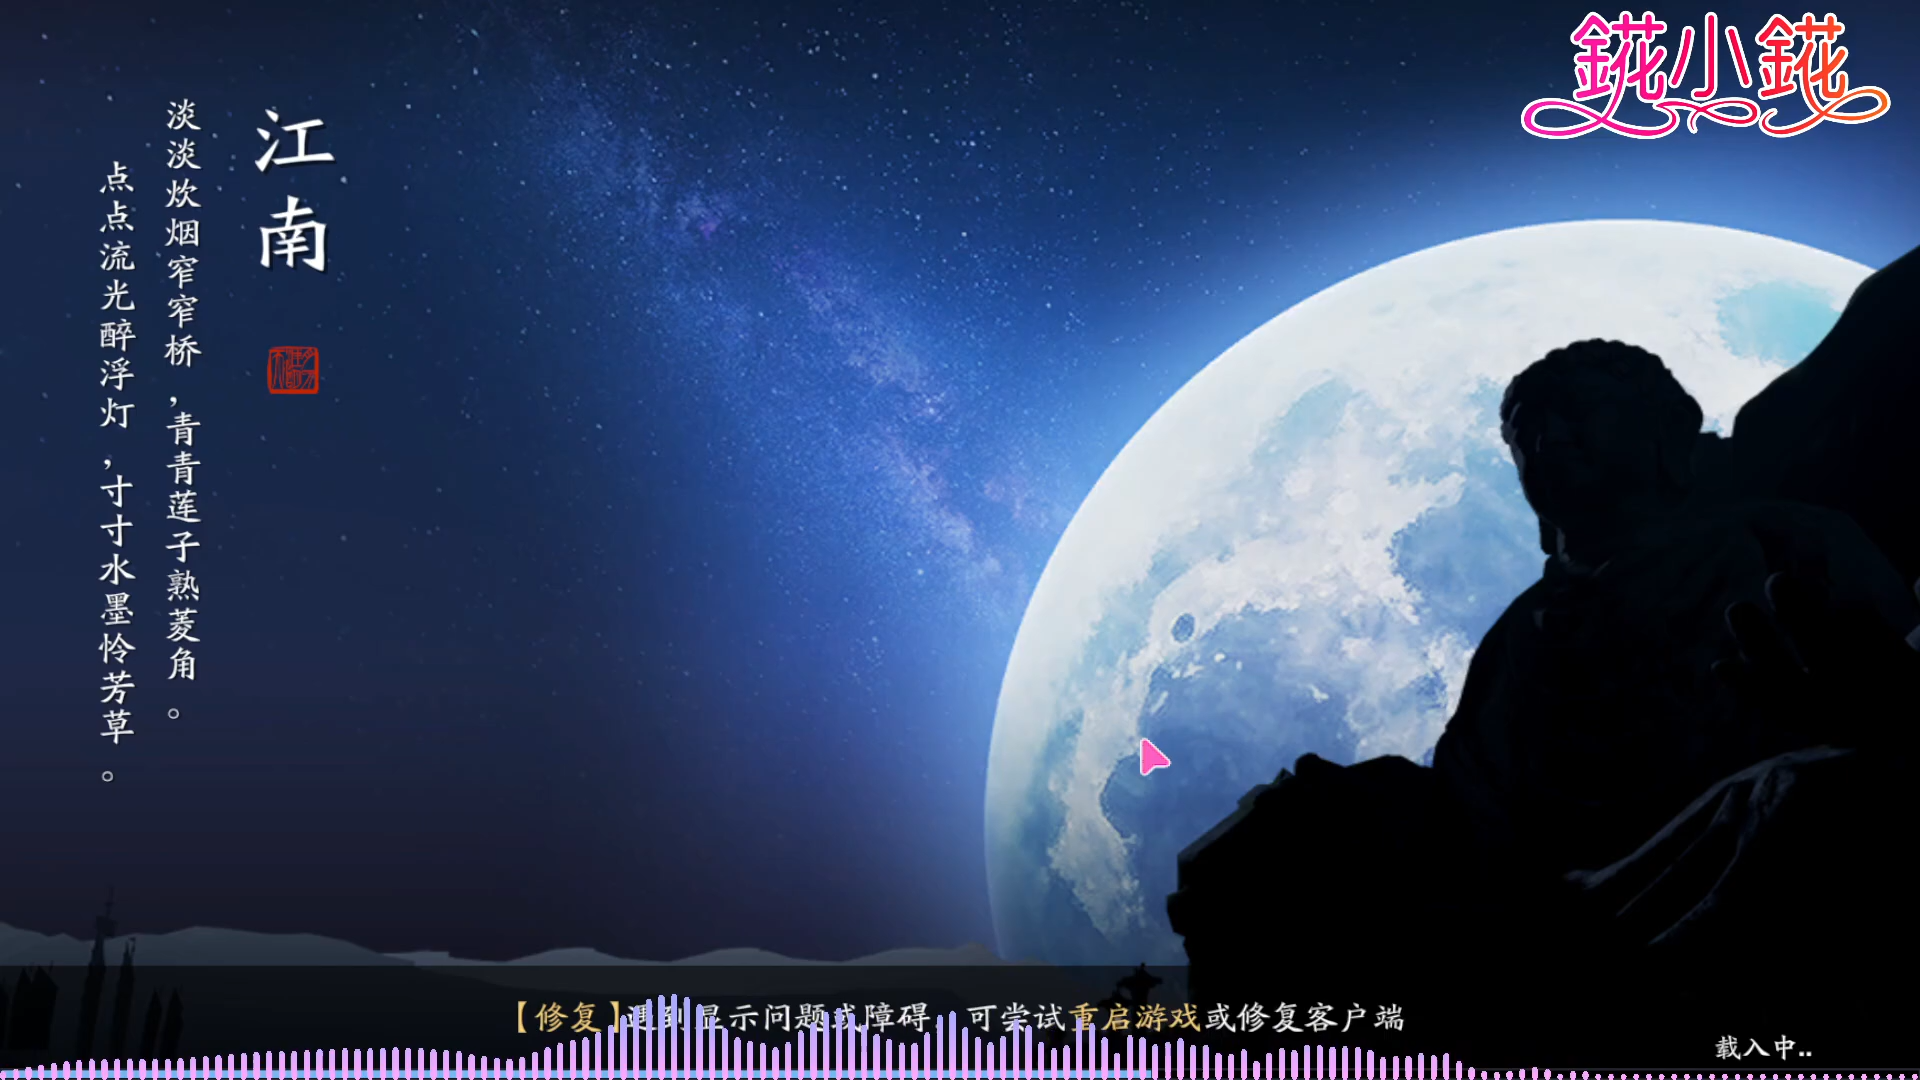 錵小錵
江南
淡淡炊烟窄窄桥，青青莲子熟菱角。
点点流光醉浮灯，寸寸水墨怜芳草。
【修复】遇到显示问题或障碍，可尝试重启游戏或修复客户端
载入中..